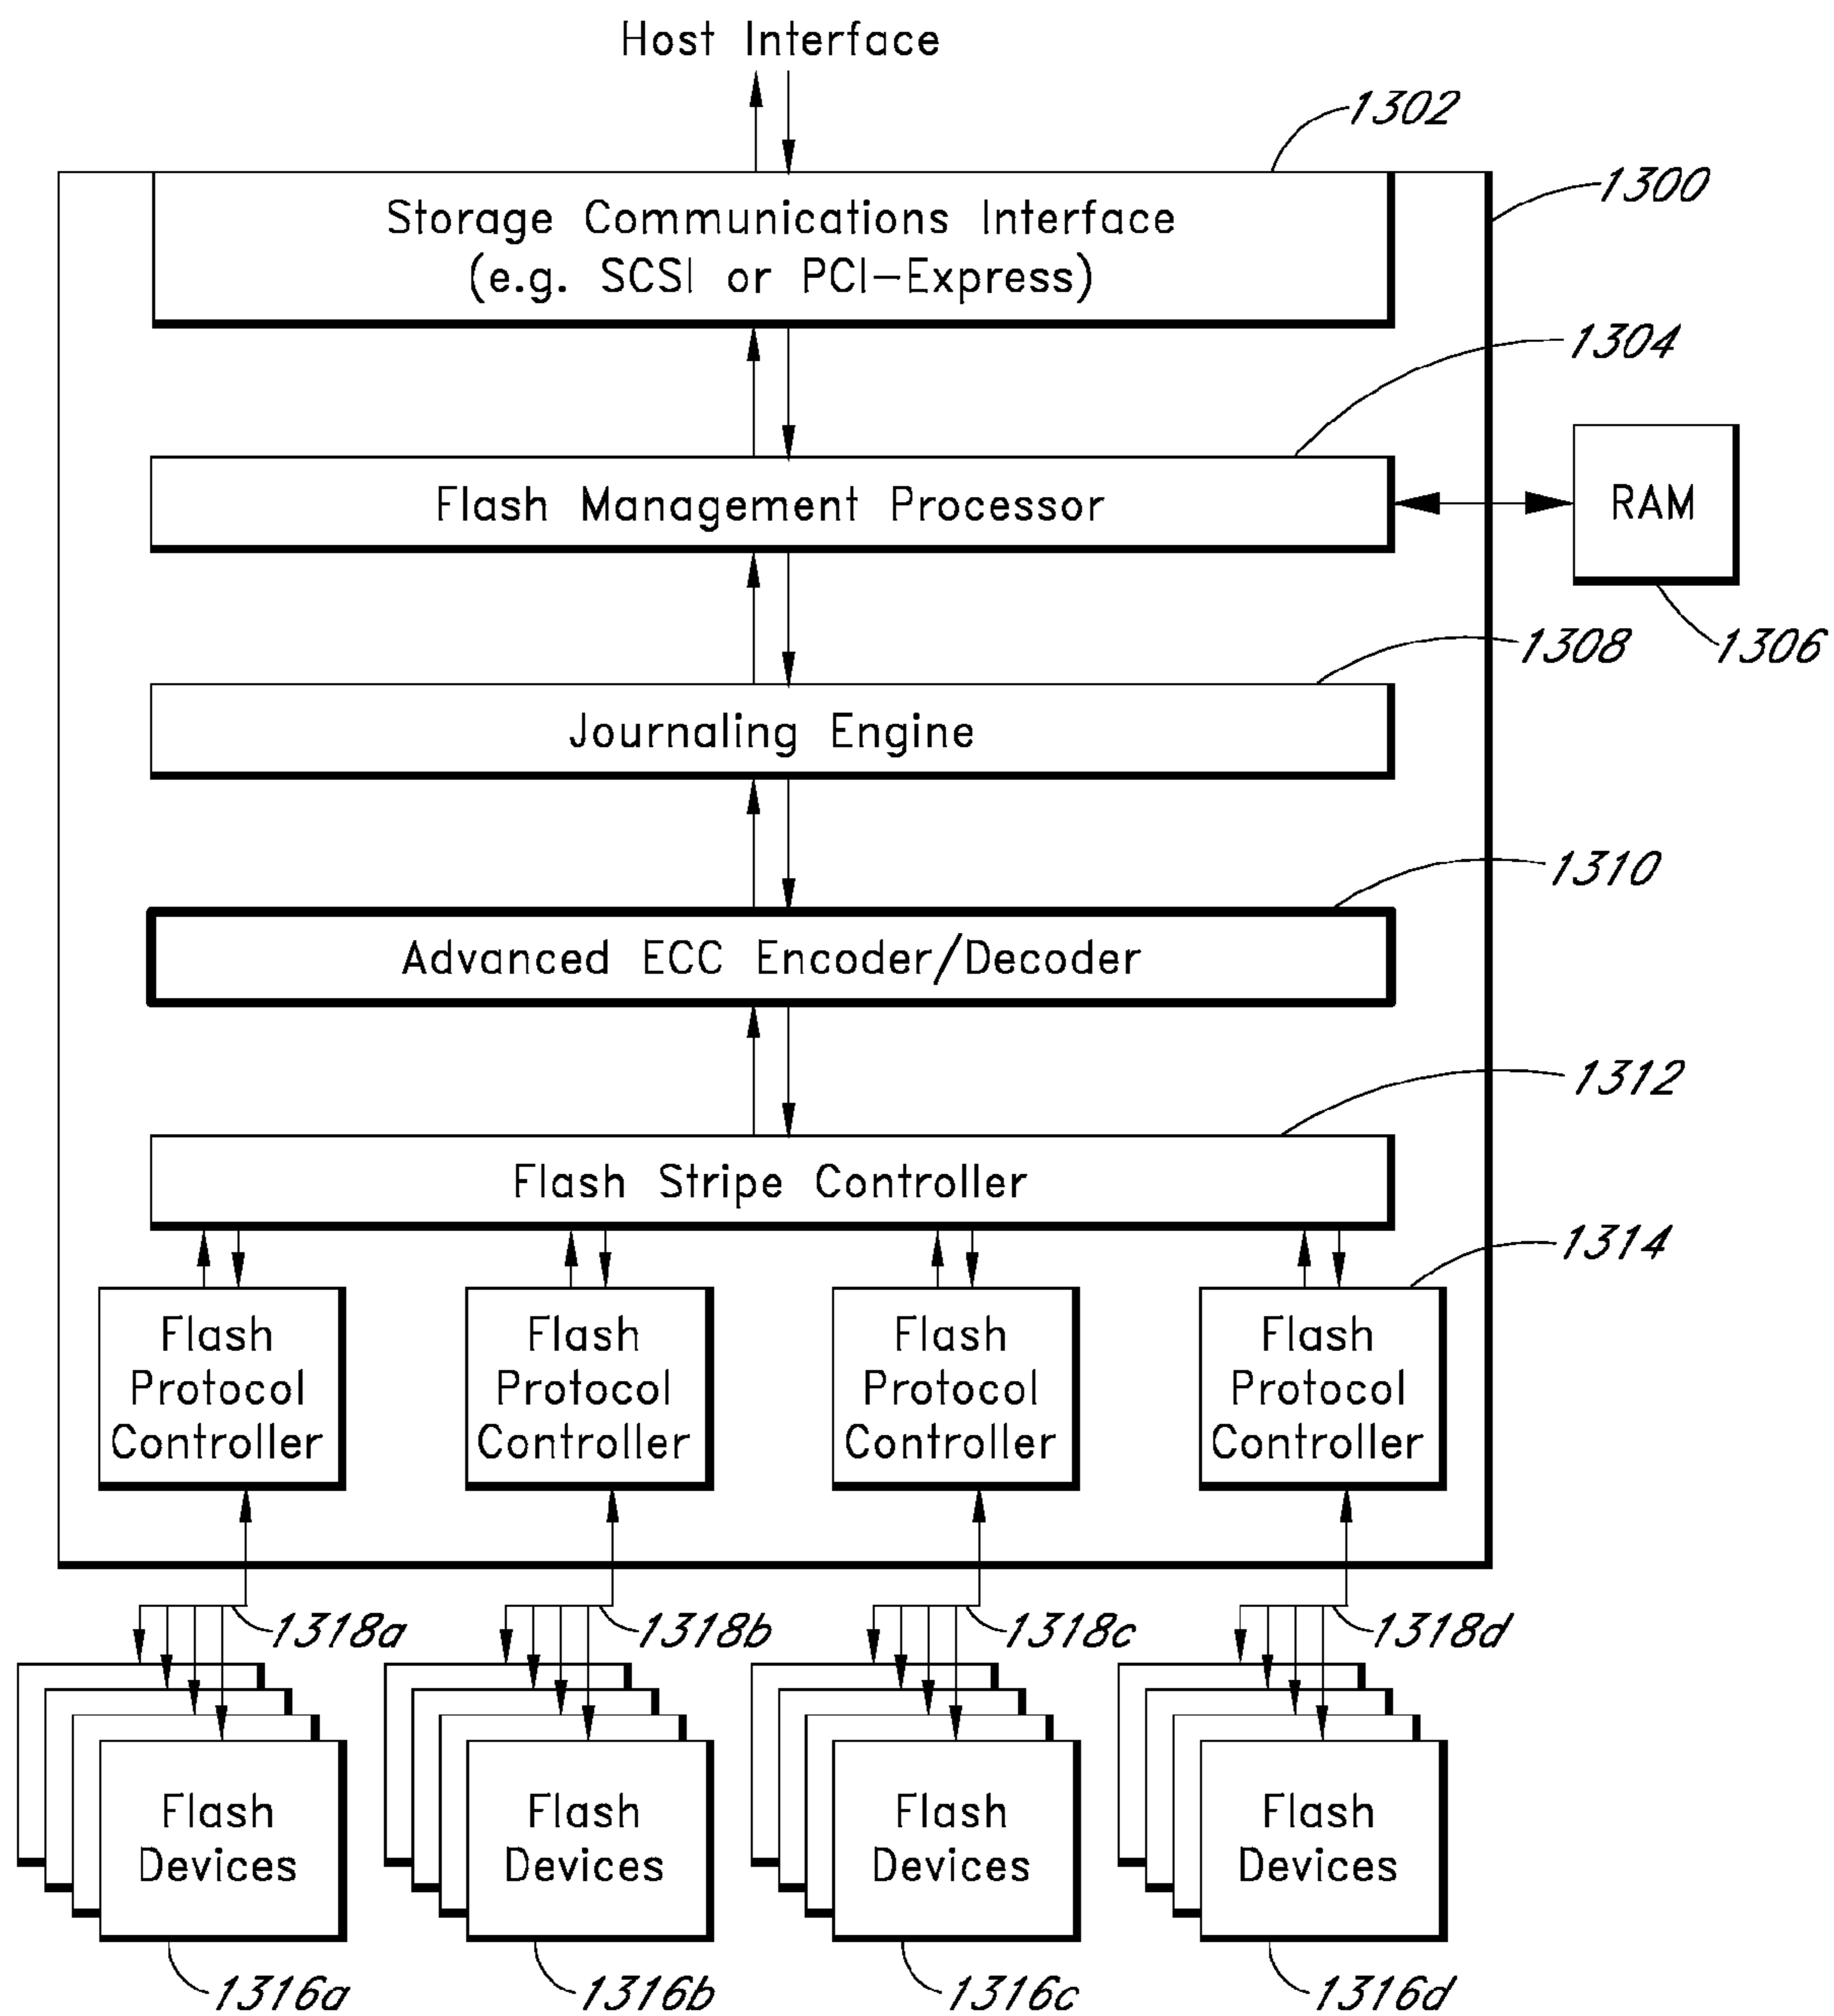 Host Interface
1302
1300
Storage Communications Interface
(e.g. SCSI or PCI-Express)
1304
Flash Management Processor
RAM
1306
1308
Journaling Engine
1310
Advanced ECC Encoder/Decoder
1312
Flash Stripe Controller
1314
Flash
Protocol
Controller
Flash
Protocol
Controller
Flash
Protocol
Controller
Flash
Protocol
Controller
1318a
1318b
1318c
1318d
Flash
Devices
Flash
Devices
Flash
Devices
Flash
Devices
1316a
1316b
1316c
1316d